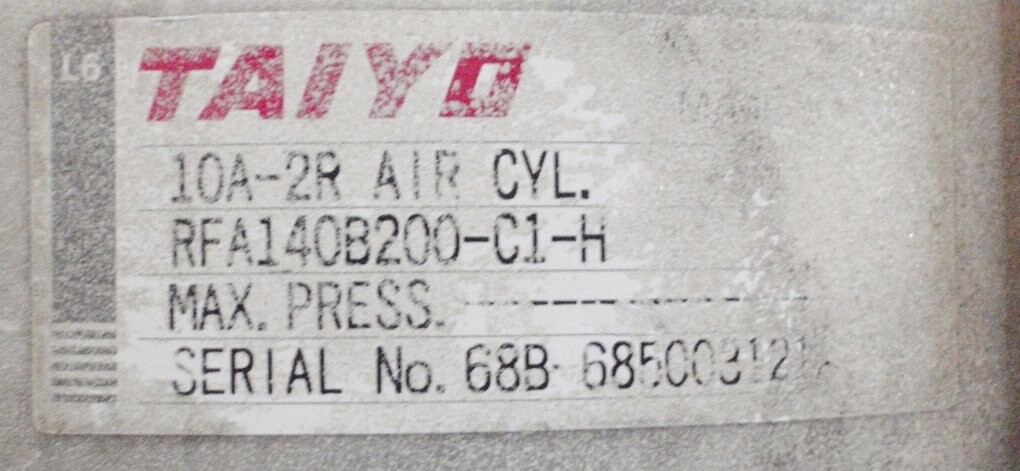 L6
TAIYO
10A-2R AIR CYL.
RFA140B200-C1-H
MAX. PRESS. ----------
SERIAL No. 68B-